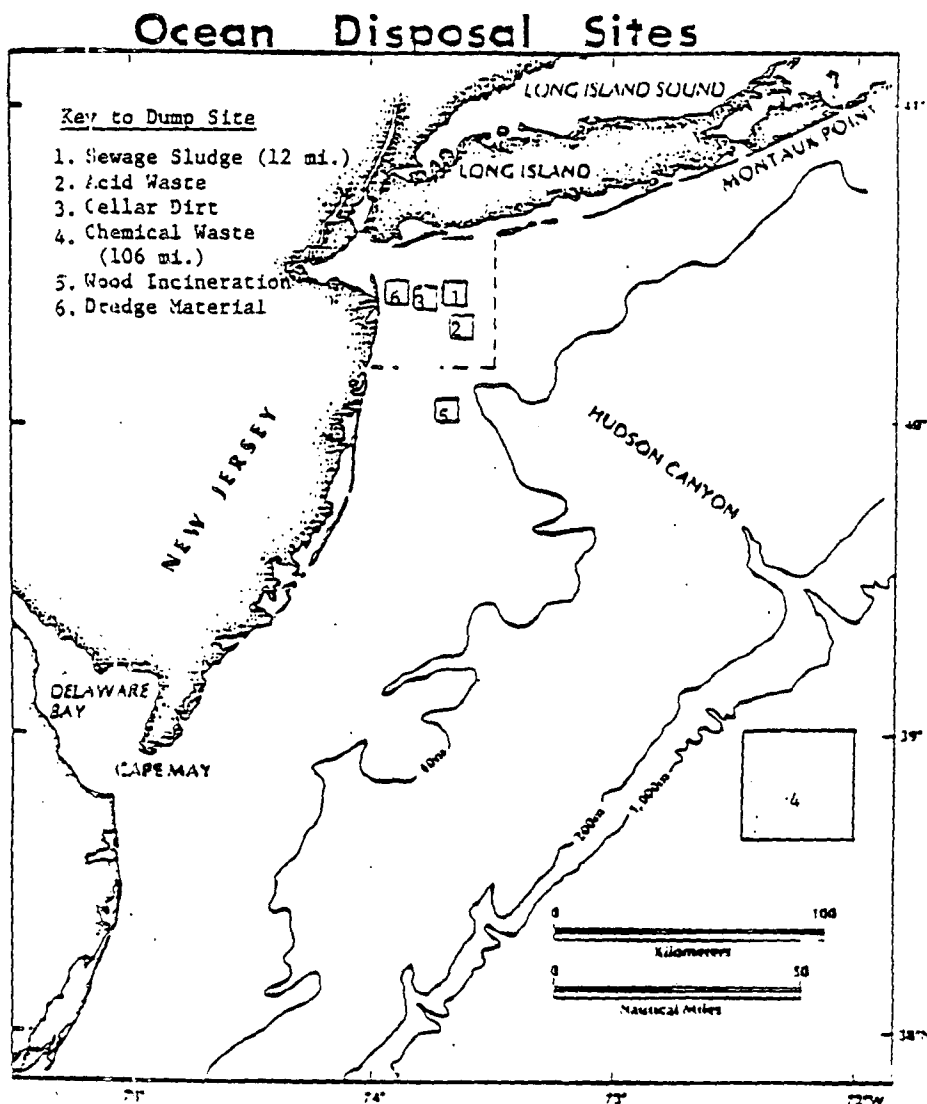 Ocean Disposal Sites
Key to Dump Site
1. Sewage Sludge (12 mi.)
2. Acid Waste
3. Cellar Dirt
4. Chemical Waste
(106 mi.)
5. Wood Incineration
6. Dredge Material
LONG ISLAND SOUND
LONG ISLAND
MONTAUK POINT
6
3
1
2
5
NEW JERSEY
HUDSON CANYON
40°
DELAWARE
BAY
CAPE MAY
39°
4
200m
1,000m
0 100
Kilometers
0 50
Nautical Miles
38°N
74°
73°
72°W